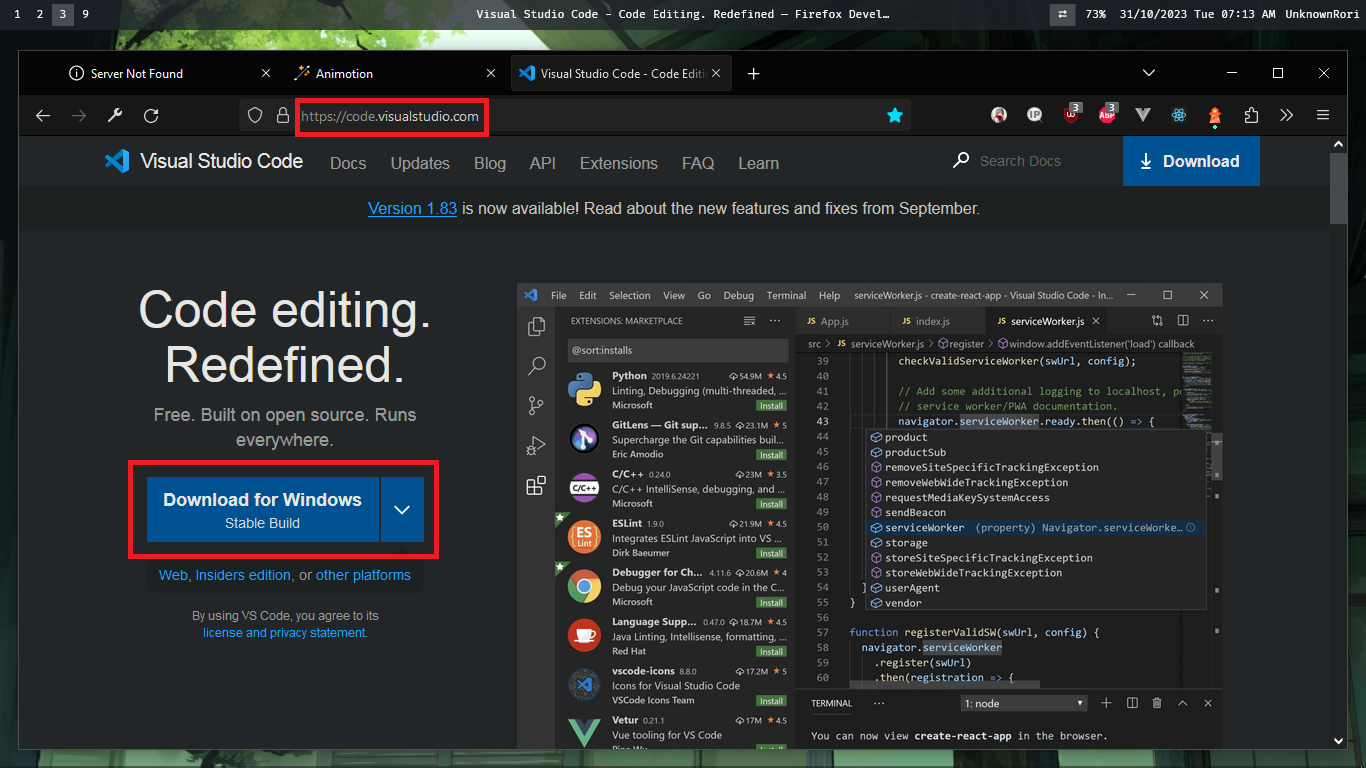 1 2 3 9
Visual Studio Code - Code Editing. Redefined — Firefox Devel…
73% 31/10/2023 Tue 07:13 AM UnknownRori
Server Not Found
Animotion
Visual Studio Code - Code Editi
https://code.visualstudio.com
IP
3
3
ABP
Visual Studio Code
Docs Updates Blog API Extensions FAQ Learn
Search Docs
Download
Version 1.83 is now available! Read about the new features and fixes from September.
Code editing.
Redefined.
Free. Built on open source. Runs
everywhere.
Download for Windows
Stable Build
Web, Insiders edition, or other platforms
By using VS Code, you agree to its
license and privacy statement.
File Edit Selection View Go Debug Terminal Help serviceWorker.js - create-react-app - Visual Studio Code - In...
EXTENSIONS: MARKETPLACE
@sort:installs
Python 2019.6.24221 54.9M ★ 4.5
Linting, Debugging (multi-threaded, ...
Microsoft Install
GitLens — Git sup... 9.8.5 23.1M ★ 5
Supercharge the Git capabilities buil...
Eric Amodio Install
C/C++ 0.24.0 23M ★ 3.5
C/C++ IntelliSense, debugging, and ...
Microsoft Install
ESLint 1.9.0 21.9M ★ 4.5
Integrates ESLint JavaScript into VS ...
Dirk Baeumer Install
Debugger for Ch... 4.11.6 20.6M ★ 4
Debug your JavaScript code in the C...
Microsoft Install
Language Supp... 0.47.0 18.7M ★ 4.5
Java Linting, Intellisense, formatting, ...
Red Hat Install
vscode-icons 8.8.0 17.2M ★ 5
Icons for Visual Studio Code
VSCode Icons Team Install
Vetur 0.21.1 17M ★ 4.5
Vue tooling for VS Code
Pine Wu Install
C/C++
ES
Lint
JS App.js
JS index.js
JS serviceWorker.js
src > JS serviceWorker.js > register > window.addEventListener('load') callback
39 checkValidServiceWorker(swUrl, config);
40
41 // Add some additional logging to localhost, p
42 // service worker/PWA documentation.
43 navigator.serviceWorker.ready.then(() => {
44 product
45 productSub
46 removeSiteSpecificTrackingException
47 removeWebWideTrackingException
48 requestMediaKeySystemAccess
49 sendBeacon
50 serviceWorker (property) Navigator.serviceWorke…
51 storage
52 storeSiteSpecificTrackingException
53 storeWebWideTrackingException
54 ] userAgent
55 } vendor
56
57 function registerValidSW(swUrl, config) {
58 navigator.serviceWorker
59 .register(swUrl)
60 .then(registration => {
TERMINAL ... 1: node
You can now view create-react-app in the browser.